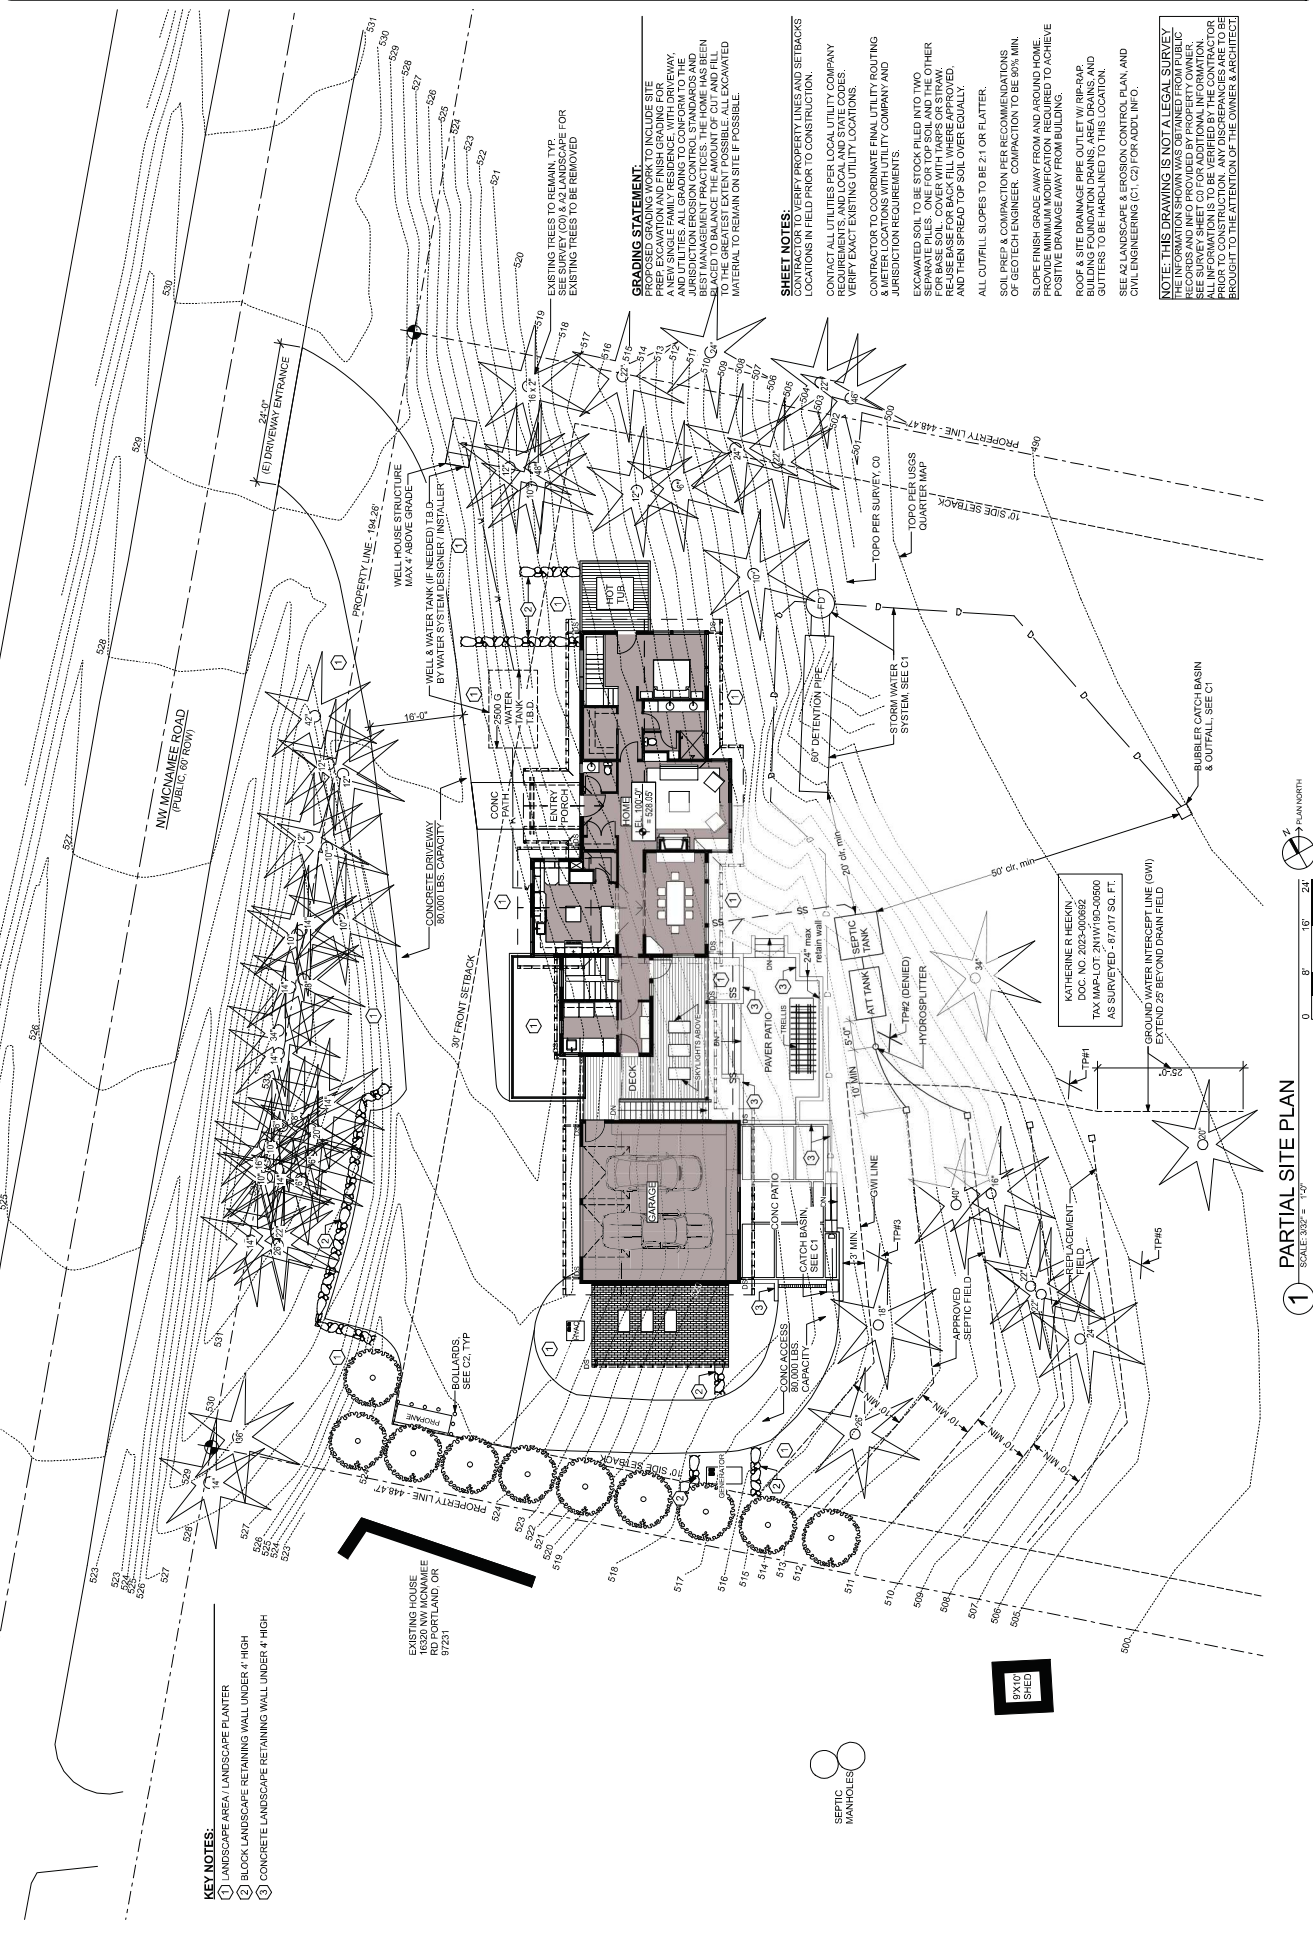 KEY NOTES:
1 LANDSCAPE AREA / LANDSCAPE PLANTER
2 BLOCK LANDSCAPE RETAINING WALL UNDER 4' HIGH
3 CONCRETE LANDSCAPE RETAINING WALL UNDER 4' HIGH
NW MCNAMEE ROAD
(PUBLIC, 60' ROW)
24'-0"
(E) DRIVEWAY ENTRANCE
PROPERTY LINE - 194.26'
WELL HOUSE STRUCTURE
MAX 4' ABOVE GRADE
WELL & WATER TANK (IF NEEDED) T.B.D.
BY WATER SYSTEM DESIGNER / INSTALLER
EXISTING TREES TO REMAIN, TYP.
SEE SURVEY (C0) & A2 LANDSCAPE FOR
EXISTING TREES TO BE REMOVED
16'-0"
CONCRETE DRIVEWAY
80,000 LBS. CAPACITY
30' FRONT SETBACK
2500 G
WATER
TANK
T.B.D.
CONC
PATH
ENTRY
PORCH
HOT
TUB
HOME
EL. 100'-0"
= 528.05'
DECK
DN
SKYLIGHTS ABOVE
GARAGE
HVAC
PROPANE
BOLLARDS,
SEE C2, TYP
10' SIDE SETBACK
PROPERTY LINE - 448.47'
EXISTING HOUSE
16320 NW MCNAMEE
RD PORTLAND, OR
97231
GENERATOR
CONC ACCESS
80,000 LBS.
CAPACITY
CATCH BASIN,
SEE C1
CONC PATIO
PAVER PATIO
TRELLIS
24" max
retain wall
SEPTIC
TANK
ATT TANK
5'-0"
10' MIN
20' clr, min
50' clr, min
60" DETENTION PIPE
FD
STORM WATER
SYSTEM, SEE C1
TOPO PER SURVEY, C0
TOPO PER USGS
QUARTER MAP
PROPERTY LINE - 448.47'
10' SIDE SETBACK
BUBBLER CATCH BASIN
& OUTFALL, SEE C1
TP#2 (DENIED)
HYDROSPLITTER
GWI LINE
3' MIN.
TP#3
APPROVED
SEPTIC FIELD
REPLACEMENT
FIELD
10' MIN
10' MIN
10' MIN
10' MIN
TP#1
TP#5
25'-0"
GROUND WATER INTERCEPT LINE (GWI)
EXTEND 25' BEYOND DRAIN FIELD
KATHERINE R HEEKIN
DOC. NO. 2023-000692
TAX MAP-LOT: 2N1W19D-00500
AS SURVEYED - 87,017 SQ. FT.
9'X10'
SHED
SEPTIC
MANHOLES
GRADING STATEMENT:
PROPOSED GRADING WORK TO INCLUDE SITE
PREP, EXCAVATION AND FINISH GRADING FOR
A NEW SINGLE FAMILY RESIDENCE, WITH DRIVEWAY,
AND UTILITIES. ALL GRADING TO CONFORM TO THE
JURISDICTION EROSION CONTROL STANDARDS AND
BEST MANAGEMENT PRACTICES. THE HOME HAS BEEN
PLACED TO BALANCE THE AMOUNT OF CUT AND FILL
TO THE GREATEST EXTENT POSSIBLE. ALL EXCAVATED
MATERIAL TO REMAIN ON SITE IF POSSIBLE.
SHEET NOTES:
CONTRACTOR TO VERIFY PROPERTY LINES AND SETBACKS
LOCATIONS IN FIELD PRIOR TO CONSTRUCTION.
CONTACT ALL UTILITIES PER LOCAL UTILITY COMPANY
REQUIREMENTS, AND LOCAL AND STATE CODES.
VERIFY EXACT EXISTING UTILITY LOCATIONS.
CONTRACTOR TO COORDINATE FINAL UTILITY ROUTING
& METER LOCATIONS WITH UTILITY COMPANY AND
JURISDICTION REQUIREMENTS.
EXCAVATED SOIL TO BE STOCK PILED INTO TWO
SEPARATE PILES. ONE FOR TOP SOIL AND THE OTHER
FOR BASE SOIL. COVER WITH TARPS OR STRAW.
RE-USE BASE FOR BACK FILL WHERE APPROVED,
AND THEN SPREAD TOP SOIL OVER EQUALLY.
ALL CUT/FILL SLOPES TO BE 2:1 OR FLATTER.
SOIL PREP & COMPACTION PER RECOMMENDATIONS
OF GEOTECH ENGINEER. COMPACTION TO BE 90% MIN.
SLOPE FINISH GRADE AWAY FROM AND AROUND HOME.
PROVIDE MINIMUM MODIFICATION REQUIRED TO ACHIEVE
POSITIVE DRAINAGE AWAY FROM BUILDING.
ROOF & SITE DRAINAGE PIPE OUTLET W/ RIP-RAP.
BUILDING FOUNDATION DRAINS, AREA DRAINS, AND
GUTTERS TO BE HARD-LINED TO THIS LOCATION.
SEE A2 LANDSCAPE & EROSION CONTROL PLAN, AND
CIVIL ENGINEERING (C1, C2) FOR ADD'L INFO.
NOTE: THIS DRAWING IS NOT A LEGAL SURVEY
THE INFORMATION SHOWN WAS OBTAINED FROM PUBLIC
RECORDS AND INFO PROVIDED BY PROPERTY OWNER.
SEE SURVEY SHEET C0 FOR ADDITIONAL INFORMATION.
ALL INFORMATION IS TO BE VERIFIED BY THE CONTRACTOR
PRIOR TO CONSTRUCTION. ANY DISCREPANCIES ARE TO BE
BROUGHT TO THE ATTENTION OF THE OWNER & ARCHITECT.
1 PARTIAL SITE PLAN
SCALE: 3/32" = 1'-0"
0 8' 16' 24'
N
PLAN NORTH